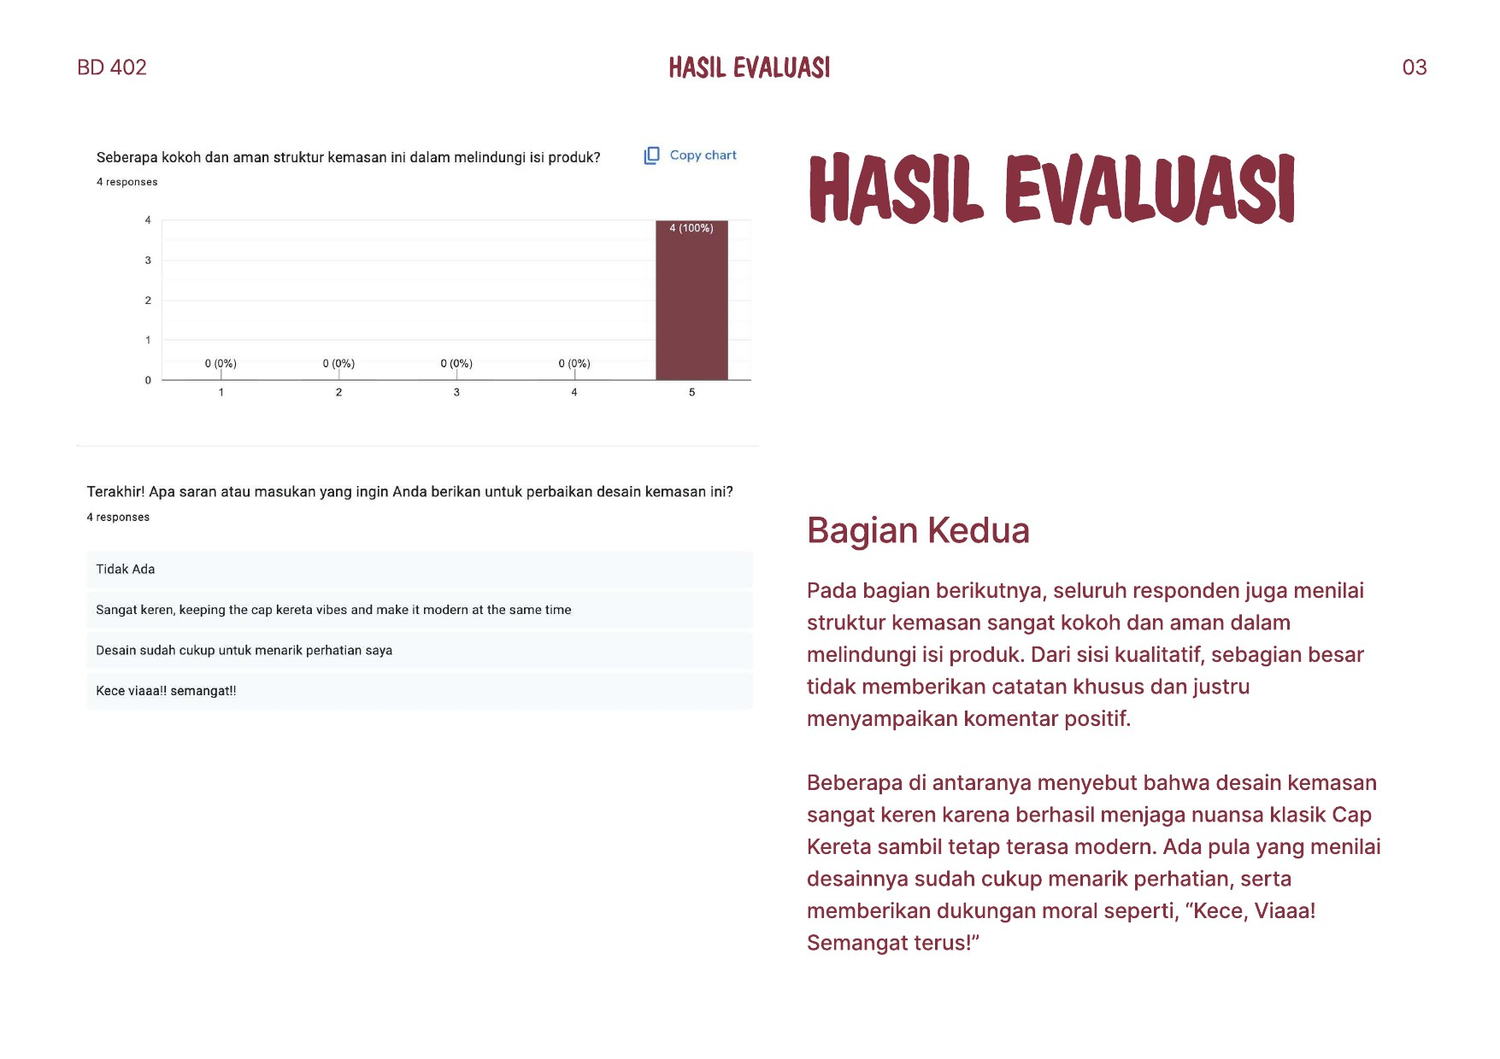 BD 402
HASIL EVALUASI
03
Seberapa kokoh dan aman struktur kemasan ini dalam melindungi isi produk?
Copy chart
4 responses
4
3
2
1
0
0 (0%)
0 (0%)
0 (0%)
0 (0%)
4 (100%)
1
2
3
4
5
Terakhir! Apa saran atau masukan yang ingin Anda berikan untuk perbaikan desain kemasan ini?
4 responses
Tidak Ada
Sangat keren, keeping the cap kereta vibes and make it modern at the same time
Desain sudah cukup untuk menarik perhatian saya
Kece viaaa!! semangat!!
HASIL EVALUASI
Bagian Kedua
Pada bagian berikutnya, seluruh responden juga menilai
struktur kemasan sangat kokoh dan aman dalam
melindungi isi produk. Dari sisi kualitatif, sebagian besar
tidak memberikan catatan khusus dan justru
menyampaikan komentar positif.
Beberapa di antaranya menyebut bahwa desain kemasan
sangat keren karena berhasil menjaga nuansa klasik Cap
Kereta sambil tetap terasa modern. Ada pula yang menilai
desainnya sudah cukup menarik perhatian, serta
memberikan dukungan moral seperti, “Kece, Viaaa!
Semangat terus!”